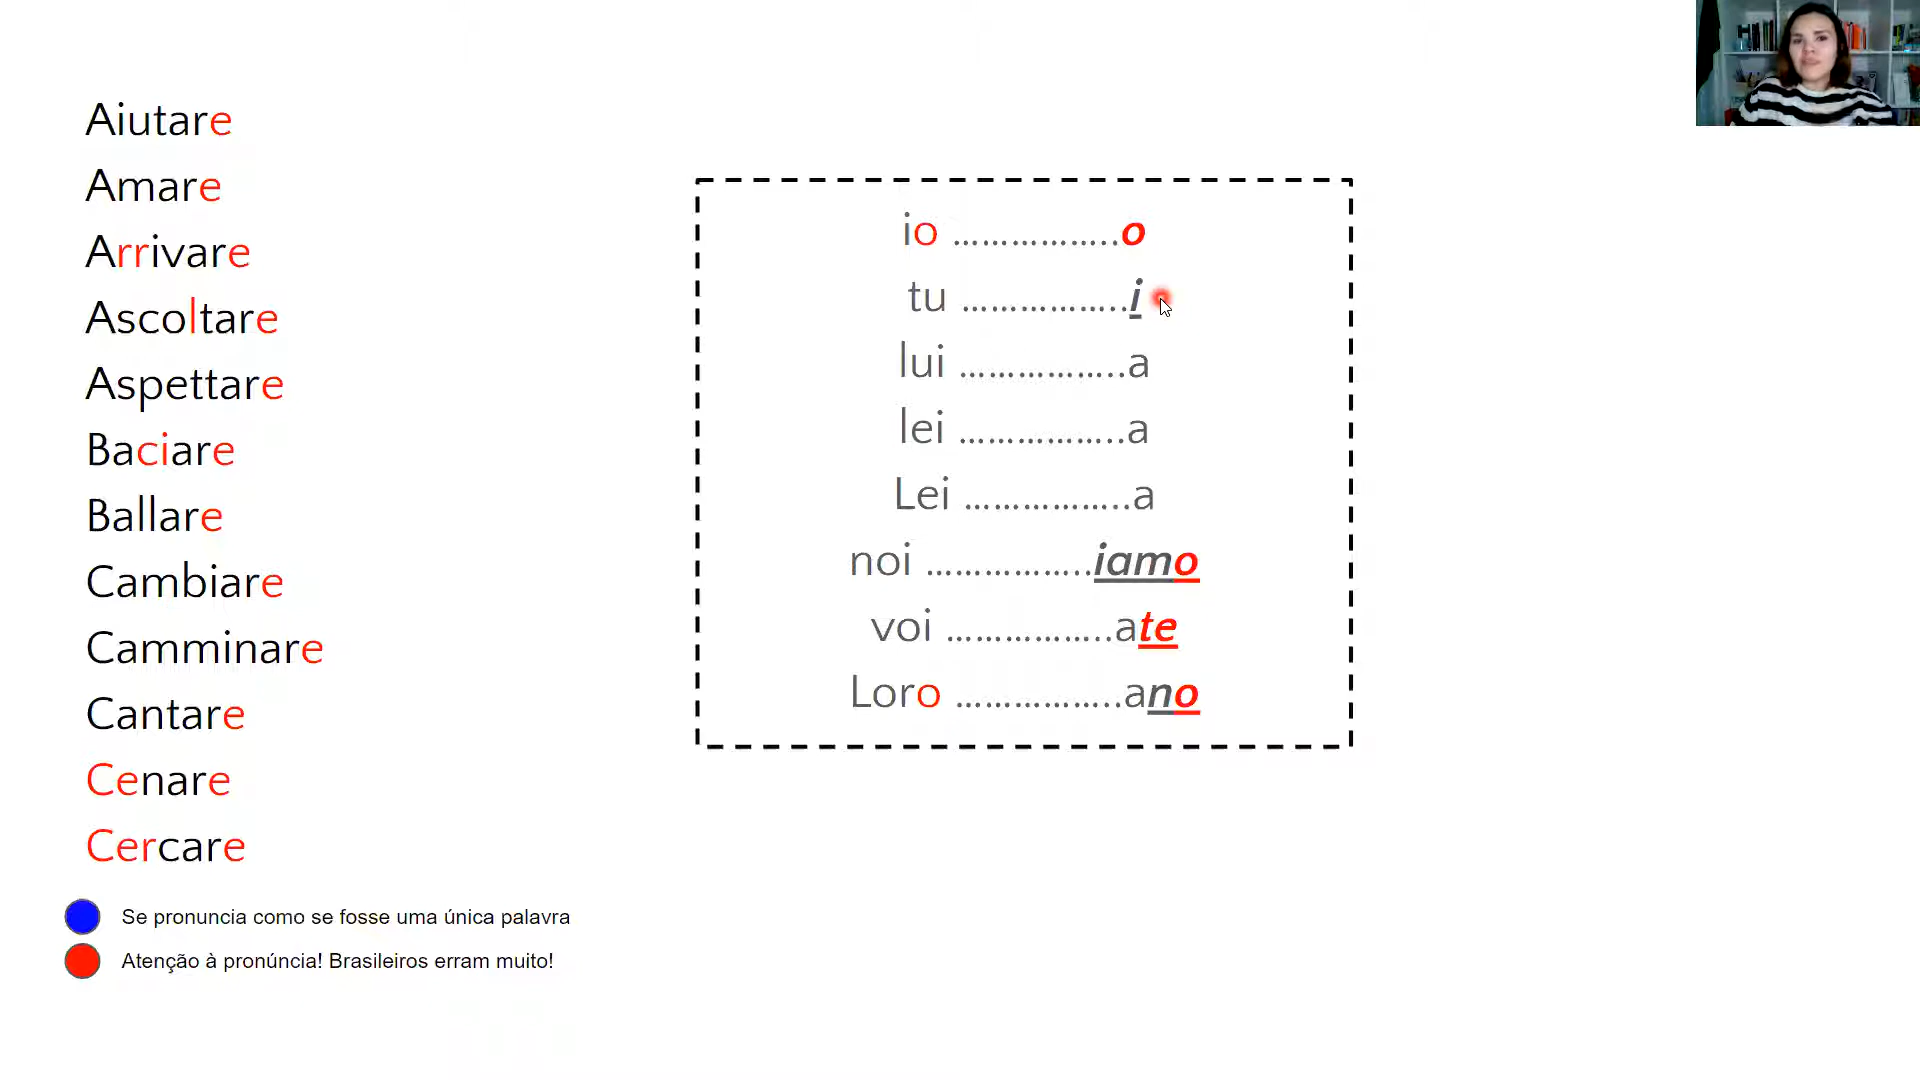 Aiutare
Amare
Arrivare
Ascoltare
Aspettare
Baciare
Ballare
Cambiare
Camminare
Cantare
Cenare
Cercare
Se pronuncia como se fosse uma única palavra
Atenção à pronúncia! Brasileiros erram muito!
io ……………..o
tu ……………..i
lui ……………..a
lei ……………..a
Lei ……………..a
noi ……………..iamo
voi ……………..ate
Loro ……………..ano